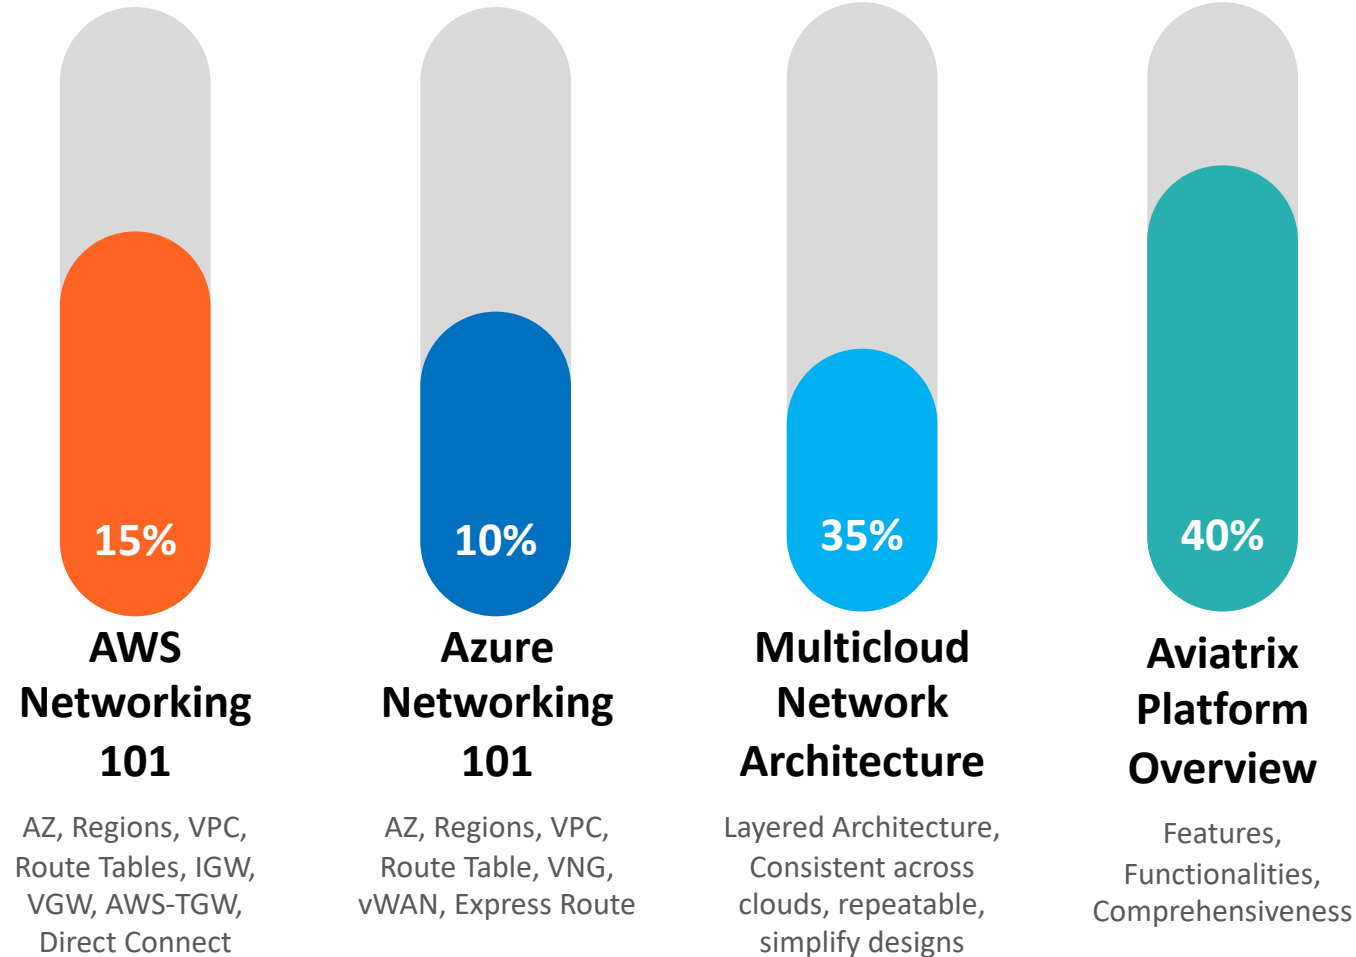 15%
AWS
Networking
101
AZ, Regions, VPC,
Route Tables, IGW,
VGW, AWS-TGW,
Direct Connect
10%
Azure
Networking
101
AZ, Regions, VPC,
Route Table, VNG,
vWAN, Express Route
35%
Multicloud
Network
Architecture
Layered Architecture,
Consistent across
clouds, repeatable,
simplify designs
40%
Aviatrix
Platform
Overview
Features,
Functionalities,
Comprehensiveness